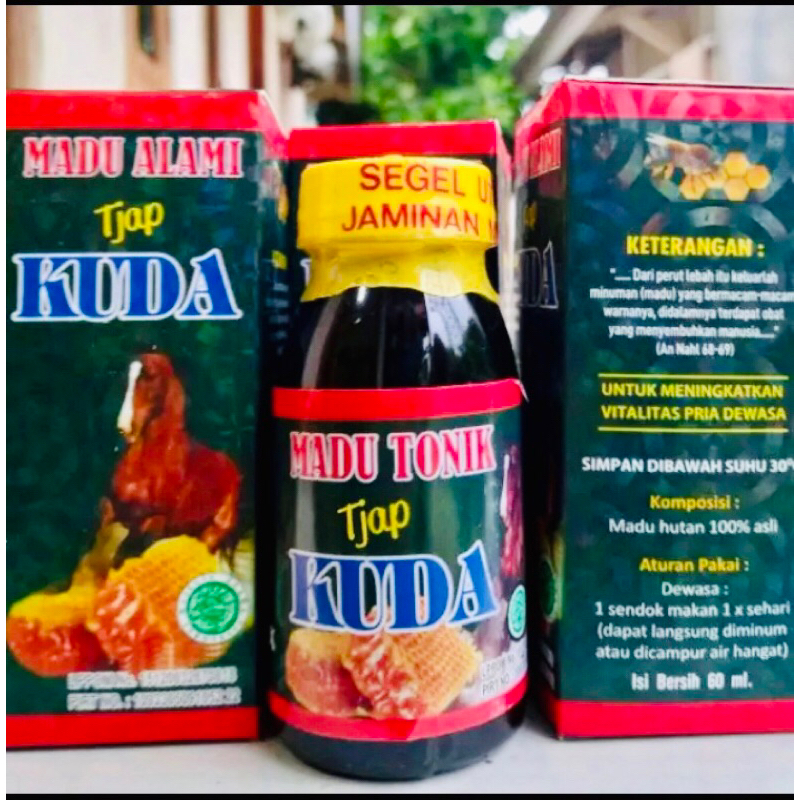 MADU ALAMI
Tjap
KUDA
SEGEL
JAMINAN
MADU TONIK
Tjap
KUDA
KETERANGAN :
"..... Dari perut lebah itu keluarlah
minuman (madu) yang bermacam-macam
warnanya, didalamnya terdapat obat
yang menyembuhkan manusia....."
(An Nahl 68-69)
UNTUK MENINGKATKAN
VITALITAS PRIA DEWASA
SIMPAN DIBAWAH SUHU 30°
Komposisi :
Madu hutan 100% asli
Aturan Pakai :
Dewasa :
1 sendok makan 1 x sehari
(dapat langsung diminum
atau dicampur air hangat)
Isi Bersih 60 ml.